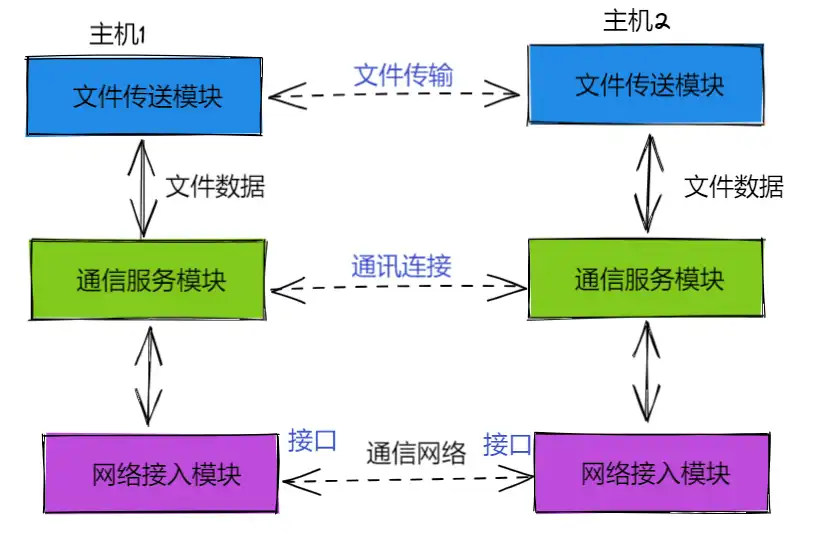 主机1
主机2
文件传送模块
文件传输
文件传送模块
文件数据
文件数据
通信服务模块
通讯连接
通信服务模块
接口
通信网络
接口
网络接入模块
网络接入模块